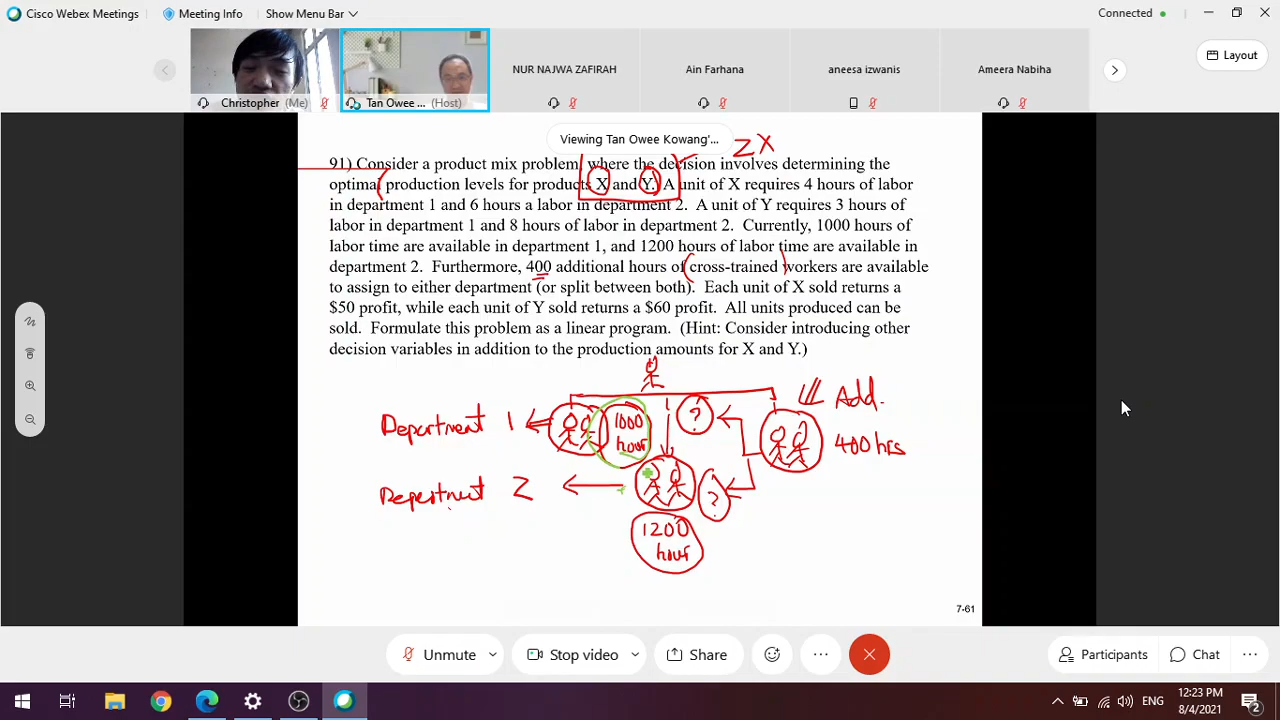 Cisco Webex Meetings
Meeting Info
Show Menu Bar
Connected
Christopher (Me)
Tan Owee ... (Host)
NUR NAJWA ZAFIRAH
Ain Farhana
aneesa izwanis
Ameera Nabiha
Layout
Viewing Tan Owee Kowang'...
2X
91) Consider a product mix problem, where the decision involves determining the
optimal production levels for products X and Y. A unit of X requires 4 hours of labor
in department 1 and 6 hours a labor in department 2. A unit of Y requires 3 hours of
labor in department 1 and 8 hours of labor in department 2. Currently, 1000 hours of
labor time are available in department 1, and 1200 hours of labor time are available in
department 2. Furthermore, 400 additional hours of cross-trained workers are available
to assign to either department (or split between both). Each unit of X sold returns a
$50 profit, while each unit of Y sold returns a $60 profit. All units produced can be
sold. Formulate this problem as a linear program. (Hint: Consider introducing other
decision variables in addition to the production amounts for X and Y.)
Department 1
1000
hour
?
Add.
400 hrs
Department 2
?
1200
hour
7-61
Unmute
Stop video
Share
Participants
Chat
ENG
12:23 PM
8/4/2021
2